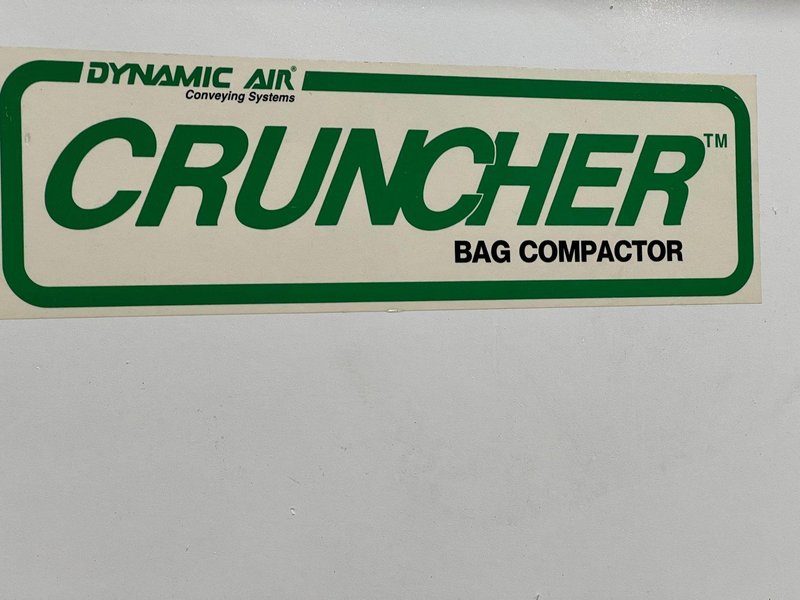 DYNAMIC AIR®
Conveying Systems
CRUNCHER™
BAG COMPACTOR